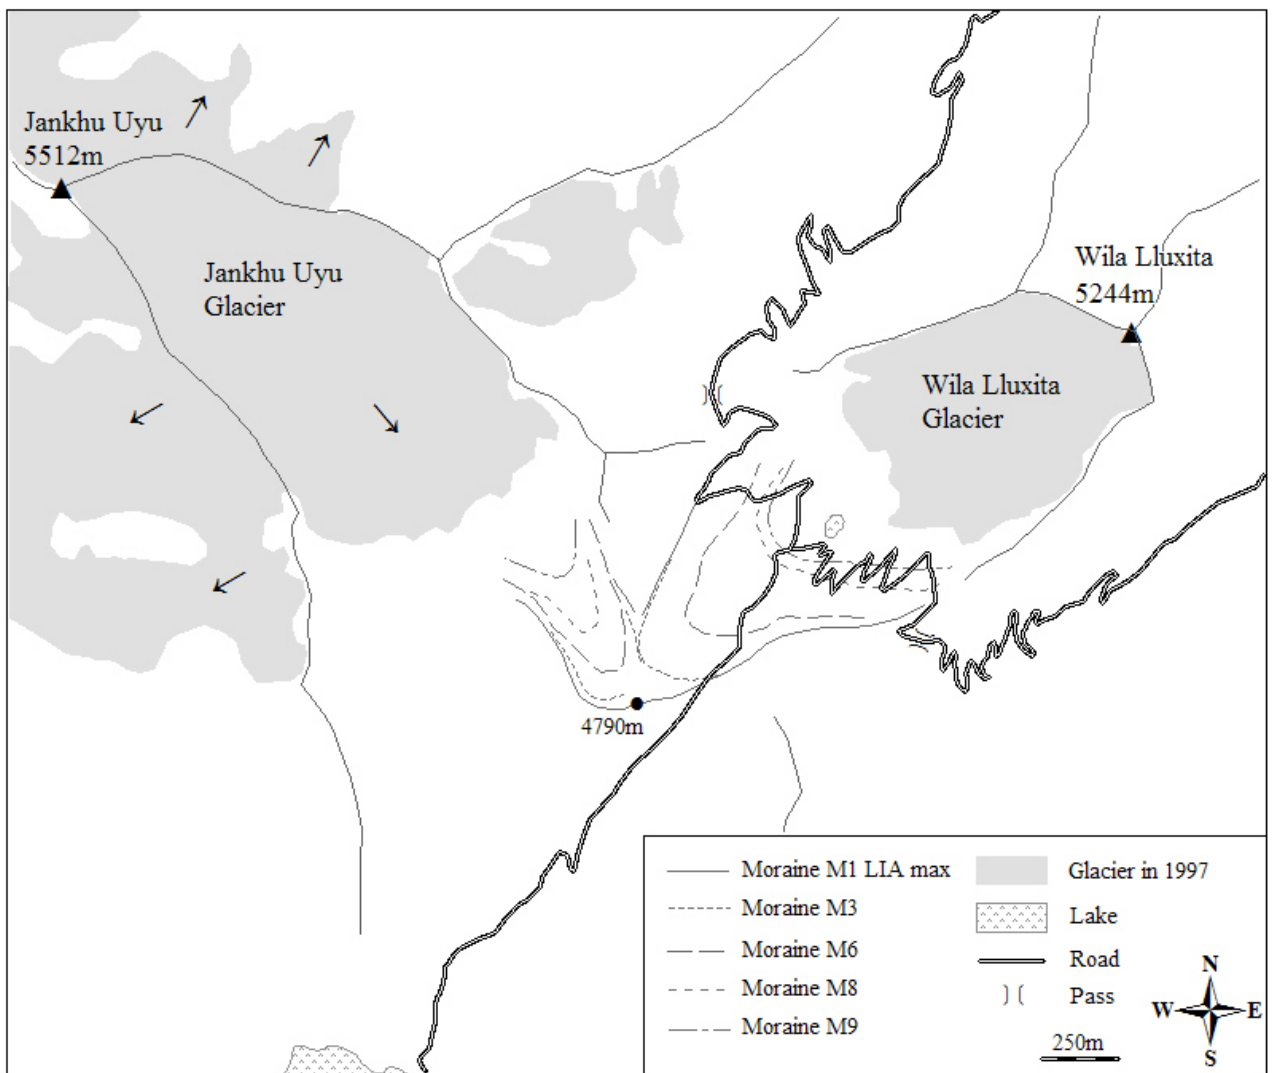 Jankhu Uyu
5512m
Jankhu Uyu
Glacier
Wila Lluxita
5244m
Wila Lluxita
Glacier
4790m
Moraine M1 LIA max
Moraine M3
Moraine M6
Moraine M8
Moraine M9
Glacier in 1997
Lake
Road
Pass
N
W E
S
250m